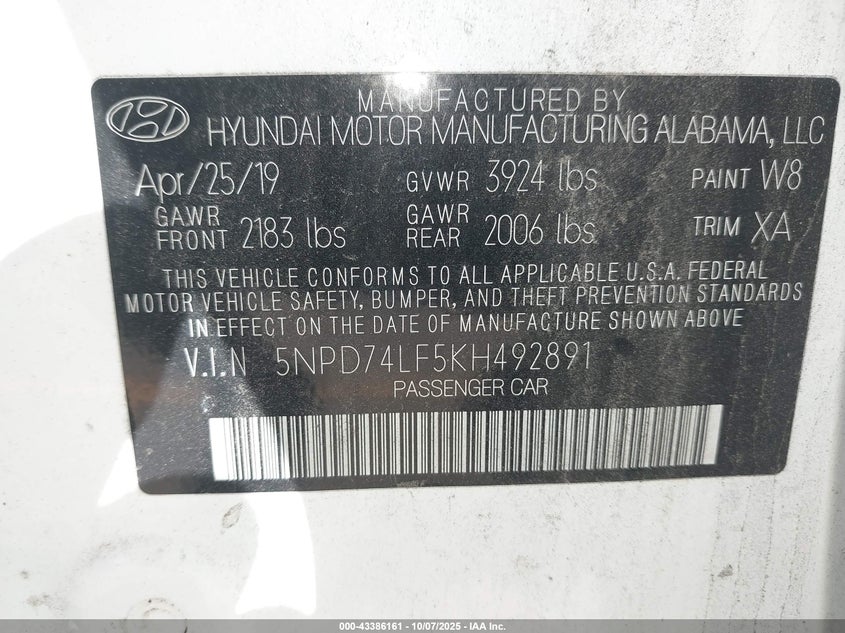 MANUFACTURED BY
HYUNDAI MOTOR MANUFACTURING ALABAMA, LLC
Apr/25/19 GVWR 3924 lbs PAINT W8
GAWR FRONT 2183 lbs GAWR REAR 2006 lbs TRIM XA
THIS VEHICLE CONFORMS TO ALL APPLICABLE U.S.A. FEDERAL
MOTOR VEHICLE SAFETY, BUMPER, AND THEFT PREVENTION STANDARDS
IN EFFECT ON THE DATE OF MANUFACTURE SHOWN ABOVE
V.I.N 5NPD74LF5KH492891
PASSENGER CAR
000-43386161 - 10/07/2025 - IAA Inc.